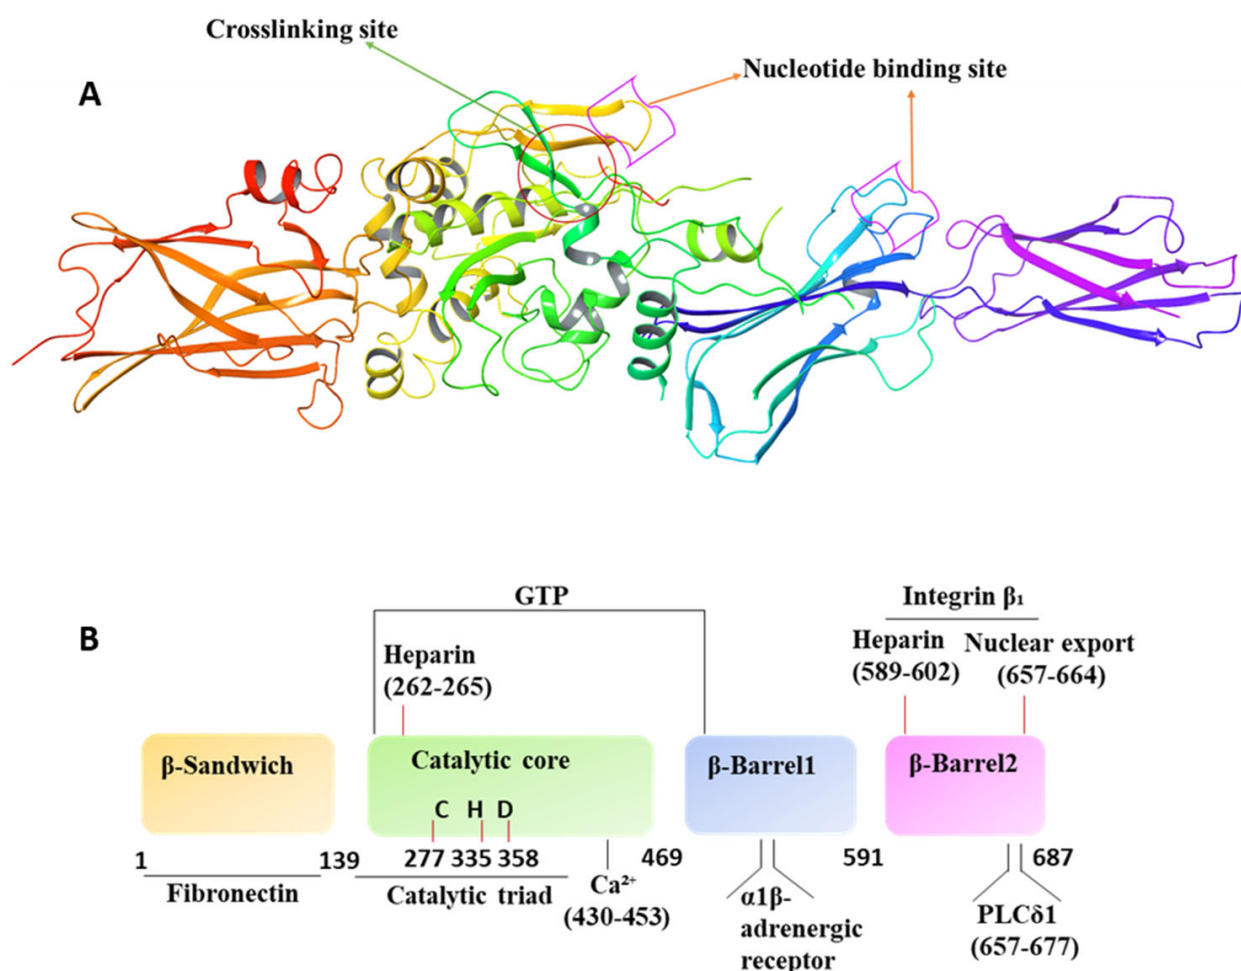 Crosslinking site
Nucleotide binding site
A
GTP
Integrin β₁
B
Heparin
(262-265)
Heparin
(589-602)
Nuclear export
(657-664)
β-Sandwich
Catalytic core
β-Barrel1
β-Barrel2
C H D
1 139 277 335 358 469 591 687
Fibronectin
Catalytic triad
Ca²⁺
(430-453)
α1β-
adrenergic
receptor
PLCδ1
(657-677)